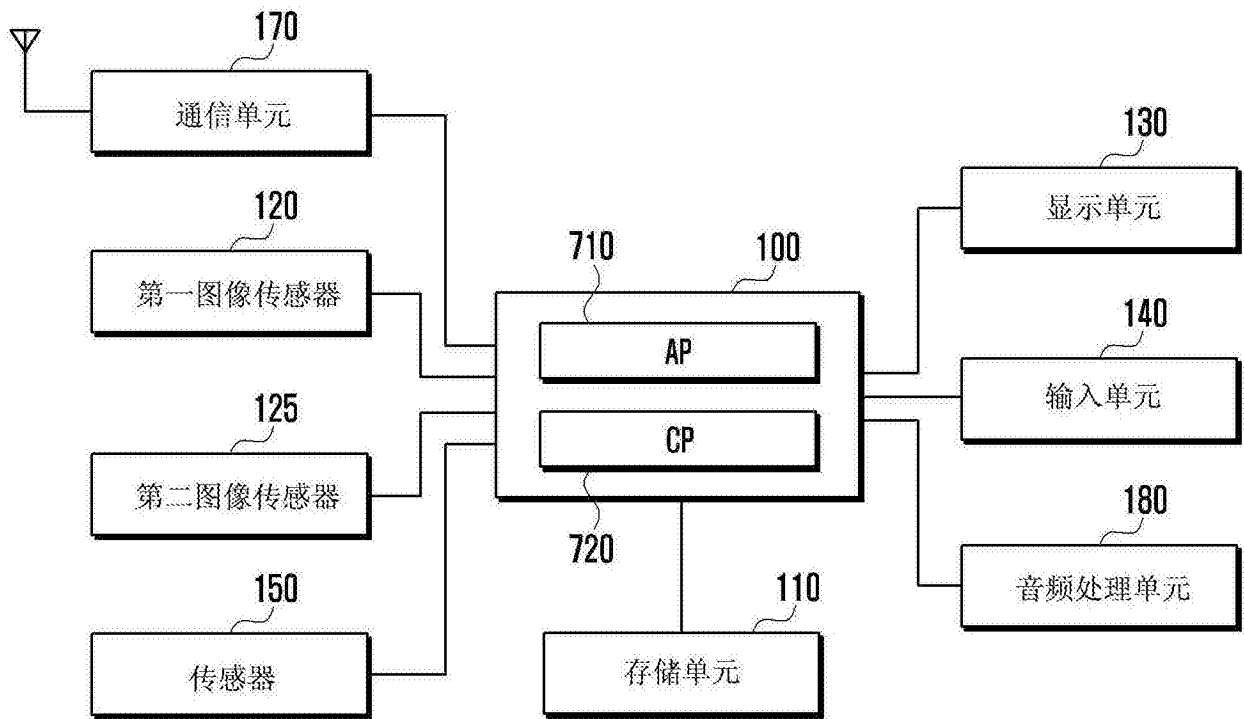 170
通信单元
120
第一图像传感器
125
第二图像传感器
150
传感器
100
710
AP
CP
720
110
存储单元
130
显示单元
140
输入单元
180
音频处理单元